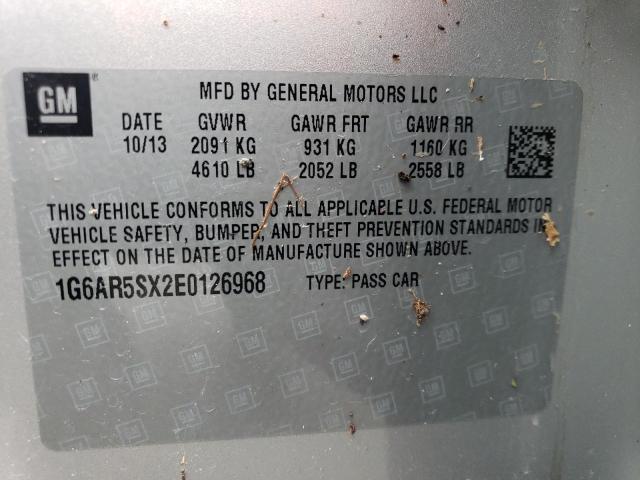 GM
®
MFD BY GENERAL MOTORS LLC
DATE GVWR GAWR FRT GAWR RR
10/13 2091 KG 931 KG 1160 KG
4610 LB 2052 LB 2558 LB
THIS VEHICLE CONFORMS TO ALL APPLICABLE U.S. FEDERAL MOTOR
VEHICLE SAFETY, BUMPER, AND THEFT PREVENTION STANDARDS IN
EFFECT ON THE DATE OF MANUFACTURE SHOWN ABOVE.
1G6AR5SX2E0126968 TYPE: PASS CAR